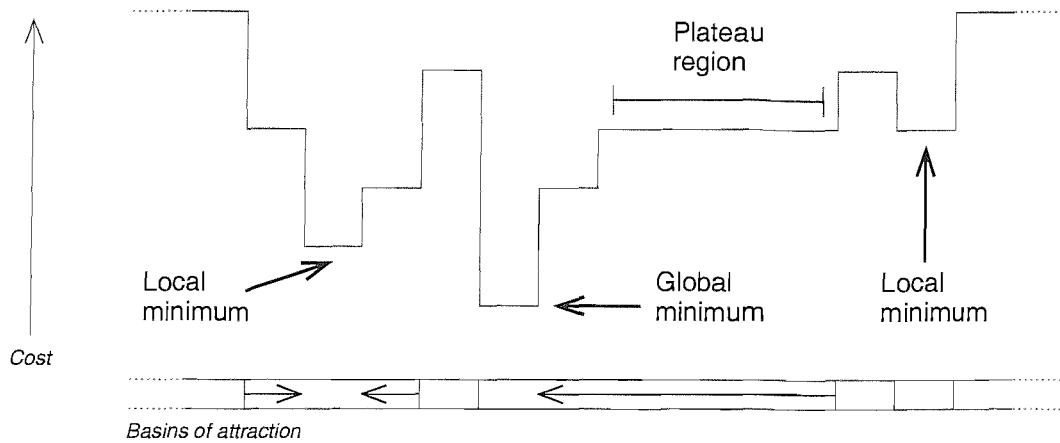 Plateau
region
Local
minimum
Global
minimum
Local
minimum
Cost
Basins of attraction